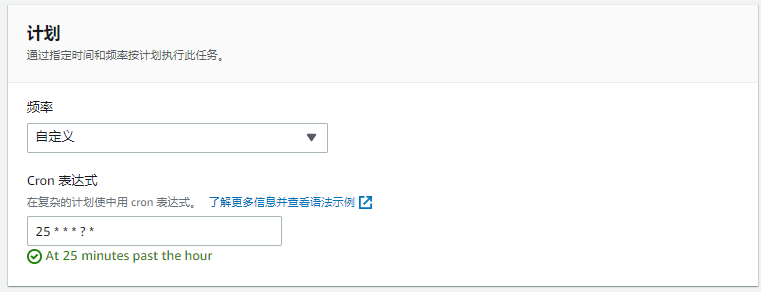 计划
通过指定时间和频率按计划执行此任务。
频率
自定义
Cron 表达式
在复杂的计划使中用 cron 表达式。 了解更多信息并查看语法示例
25 * * * ? *
At 25 minutes past the hour